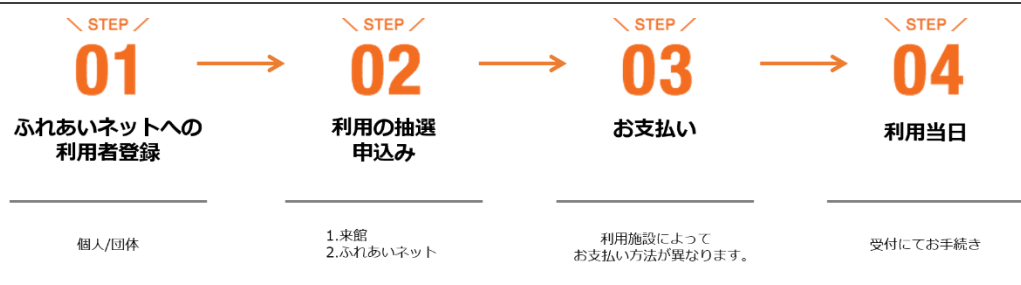 STEP
01
ふれあいネットへの
利用者登録
個人/団体
STEP
02
利用の抽選
申込み
1.来館
2.ふれあいネット
STEP
03
お支払い
利用施設によって
お支払い方法が異なります。
STEP
04
利用当日
受付にてお手続き